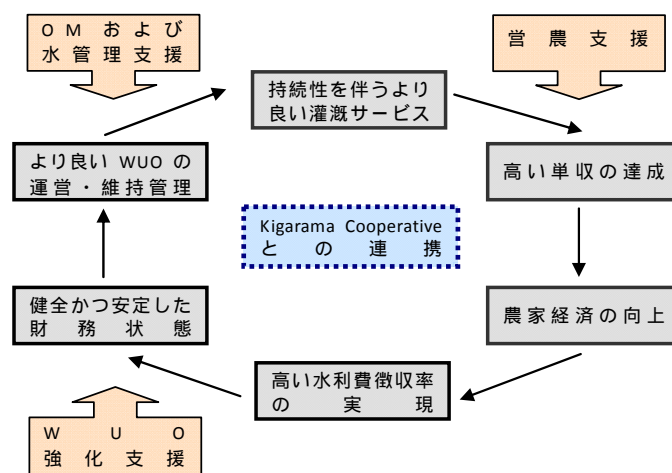 OMおよび
水管理支援
営農支援
持続性を伴うより
良い灌漑サービス
より良い WUO の
運営・維持管理
高い単収の達成
Kigarama Cooperative
との連携
健全かつ安定した
財務状態
農家経済の向上
高い水利費徴収率
の実現
WUO
強化支援